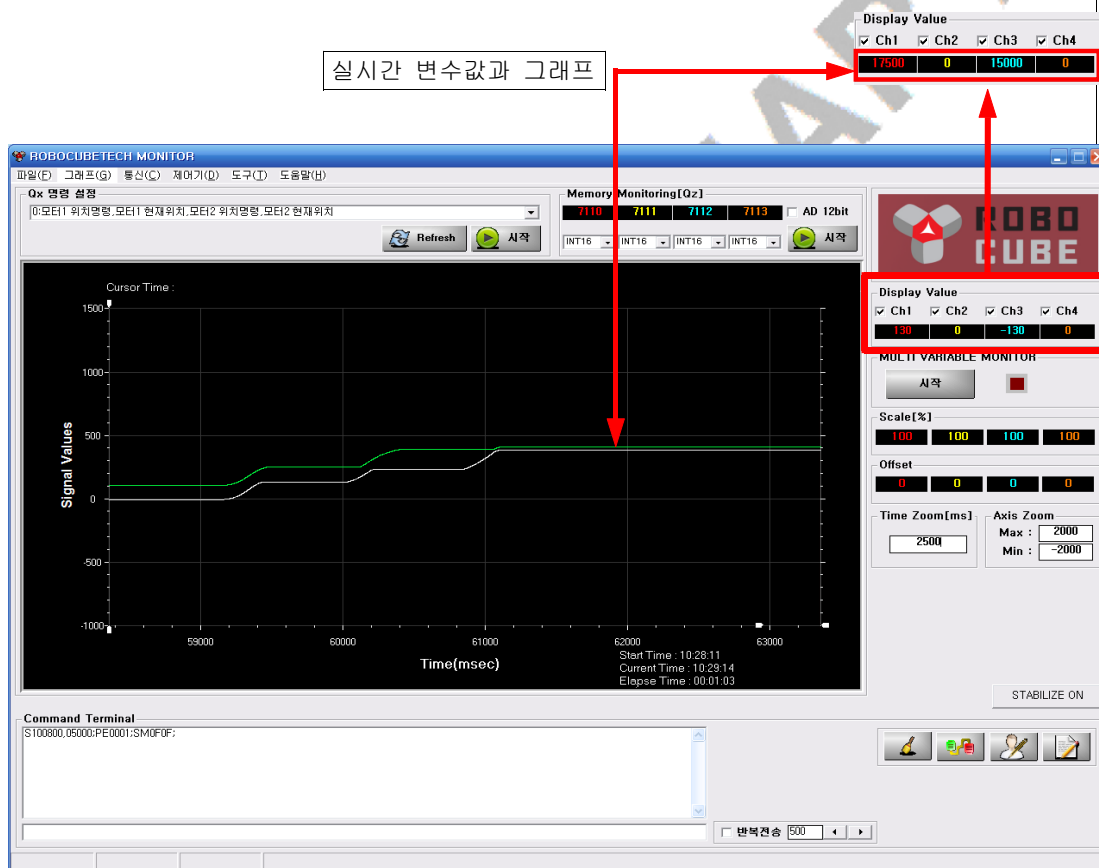 Display Value
Ch1 Ch2 Ch3 Ch4
17500 0 15000 0
실시간 변수값과 그래프
ROBOCUBETECH MONITOR
파일(F) 그래프(G) 통신(C) 제어기(D) 도구(T) 도움말(H)
Qx 명령 설정
0:모터1 위치명령,모터1 현재위치,모터2 위치명령,모터2 현재위치
Refresh 시작
Memory Monitoring[Qz]
7110 7111 7112 7113 AD 12bit
INT16 INT16 INT16 INT16 시작
ROBO
CUBE
Display Value
Ch1 Ch2 Ch3 Ch4
130 0 -130 0
MULTI VARIABLE MONITOR
시작
Scale[%]
100 100 100 100
Offset
0 0 0 0
Time Zoom[ms]
2500
Axis Zoom
Max : 2000
Min : -2000
Cursor Time :
1500
1000
500
0
-500
-1000
Signal Values
59000 60000 61000 62000 63000
Time(msec)
Start Time : 10:28:11
Current Time : 10:29:14
Elapse Time : 00:01:03
STABILIZE ON
Command Terminal
S100800,05000;PE0001;SM0F0F;
반복전송 500